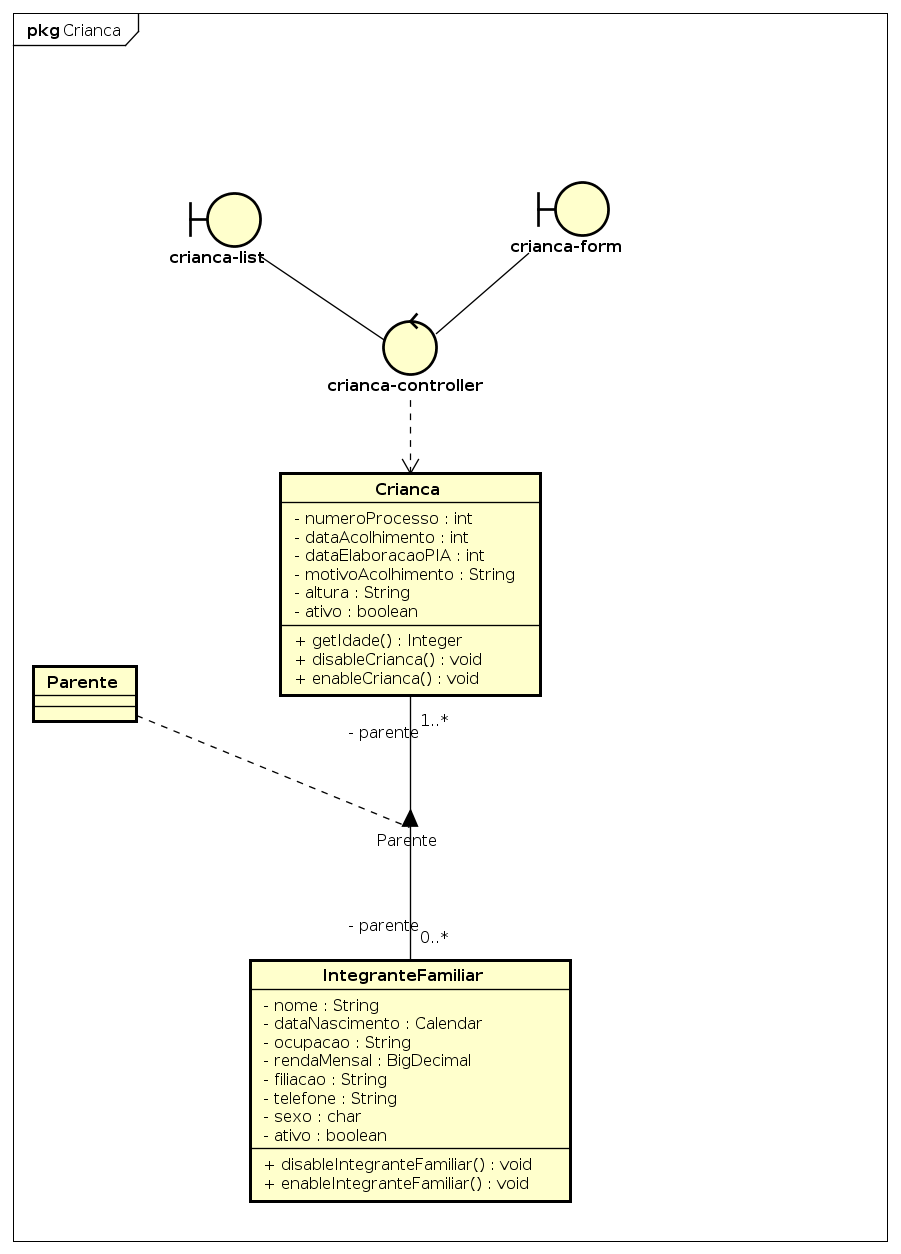 pkg Crianca
crianca-list
crianca-form
crianca-controller
Crianca
- numeroProcesso : int
- dataAcolhimento : int
- dataElaboracaoPIA : int
- motivoAcolhimento : String
- altura : String
- ativo : boolean
+ getIdade() : Integer
+ disableCrianca() : void
+ enableCrianca() : void
Parente
1..*
- parente
Parente
- parente
0..*
IntegranteFamiliar
- nome : String
- dataNascimento : Calendar
- ocupacao : String
- rendaMensal : BigDecimal
- filiacao : String
- telefone : String
- sexo : char
- ativo : boolean
+ disableIntegranteFamiliar() : void
+ enableIntegranteFamiliar() : void